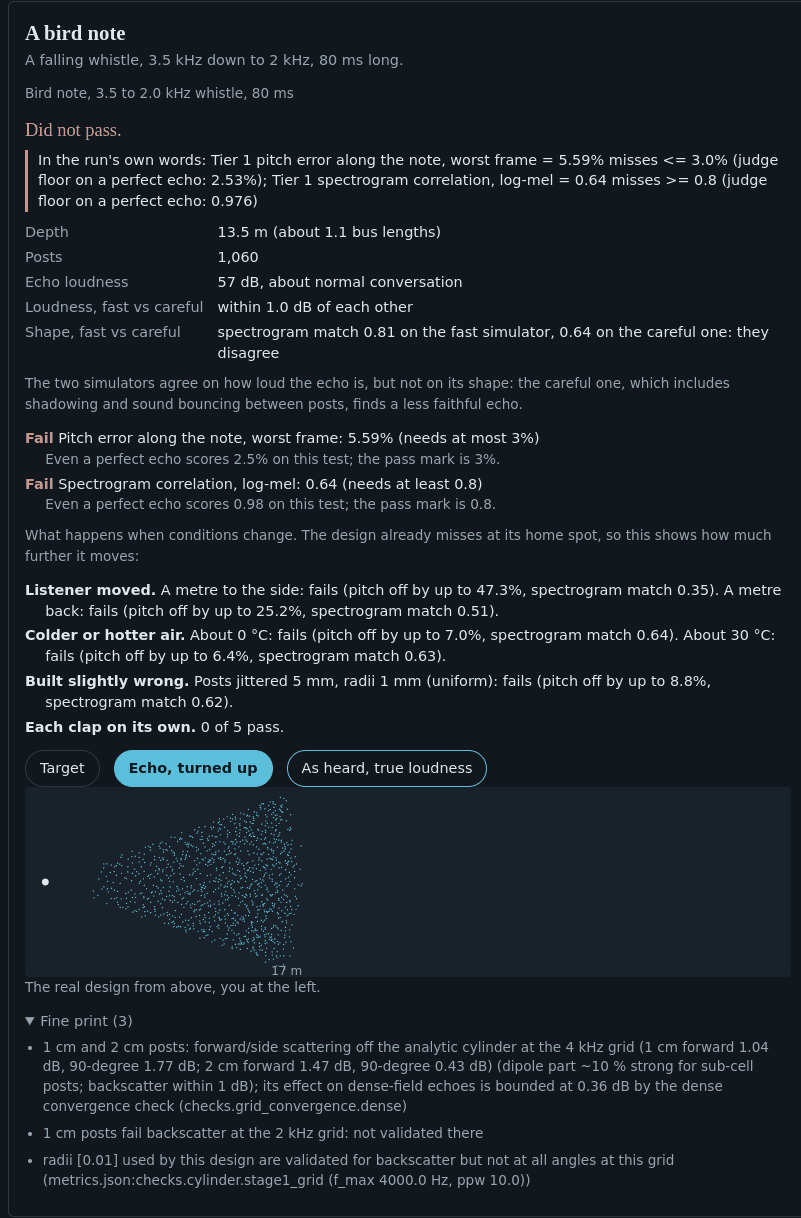 A bird note
A falling whistle, 3.5 kHz down to 2 kHz, 80 ms long.
Bird note, 3.5 to 2.0 kHz whistle, 80 ms
Did not pass.
In the run's own words: Tier 1 pitch error along the note, worst frame = 5.59% misses <= 3.0% (judge
floor on a perfect echo: 2.53%); Tier 1 spectrogram correlation, log-mel = 0.64 misses >= 0.8 (judge
floor on a perfect echo: 0.976)
Depth 13.5 m (about 1.1 bus lengths)
Posts 1,060
Echo loudness 57 dB, about normal conversation
Loudness, fast vs careful within 1.0 dB of each other
Shape, fast vs careful spectrogram match 0.81 on the fast simulator, 0.64 on the careful one: they
disagree
The two simulators agree on how loud the echo is, but not on its shape: the careful one, which includes
shadowing and sound bouncing between posts, finds a less faithful echo.
Fail Pitch error along the note, worst frame: 5.59% (needs at most 3%)
Even a perfect echo scores 2.5% on this test; the pass mark is 3%.
Fail Spectrogram correlation, log-mel: 0.64 (needs at least 0.8)
Even a perfect echo scores 0.98 on this test; the pass mark is 0.8.
What happens when conditions change. The design already misses at its home spot, so this shows how much
further it moves:
Listener moved. A metre to the side: fails (pitch off by up to 47.3%, spectrogram match 0.35). A metre
back: fails (pitch off by up to 25.2%, spectrogram match 0.51).
Colder or hotter air. About 0 °C: fails (pitch off by up to 7.0%, spectrogram match 0.64). About 30 °C:
fails (pitch off by up to 6.4%, spectrogram match 0.63).
Built slightly wrong. Posts jittered 5 mm, radii 1 mm (uniform): fails (pitch off by up to 8.8%,
spectrogram match 0.62).
Each clap on its own. 0 of 5 pass.
Target Echo, turned up As heard, true loudness
17 m
The real design from above, you at the left.
▼ Fine print (3)
• 1 cm and 2 cm posts: forward/side scattering off the analytic cylinder at the 4 kHz grid (1 cm forward 1.04
dB, 90-degree 1.77 dB; 2 cm forward 1.47 dB, 90-degree 0.43 dB) (dipole part ~10 % strong for sub-cell
posts; backscatter within 1 dB); its effect on dense-field echoes is bounded at 0.36 dB by the dense
convergence check (checks.grid_convergence.dense)
• 1 cm posts fail backscatter at the 2 kHz grid: not validated there
• radii [0.01] used by this design are validated for backscatter but not at all angles at this grid
(metrics.json:checks.cylinder.stage1_grid (f_max 4000.0 Hz, ppw 10.0))